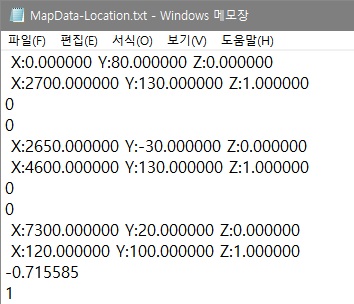 MapData-Location.txt - Windows 메모장
파일(F) 편집(E) 서식(O) 보기(V) 도움말(H)
X:0.000000 Y:80.000000 Z:0.000000
X:2700.000000 Y:130.000000 Z:1.000000
0
0
X:2650.000000 Y:-30.000000 Z:0.000000
X:4600.000000 Y:130.000000 Z:1.000000
0
0
X:7300.000000 Y:20.000000 Z:0.000000
X:120.000000 Y:100.000000 Z:1.000000
-0.715585
1